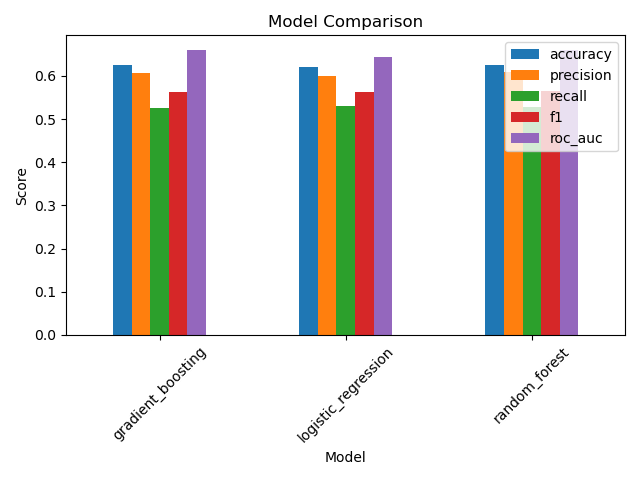 Model Comparison
accuracy
precision
recall
f1
roc_auc
Score
0.6
0.5
0.4
0.3
0.2
0.1
0.0
gradient_boosting
logistic_regression
random_forest
Model